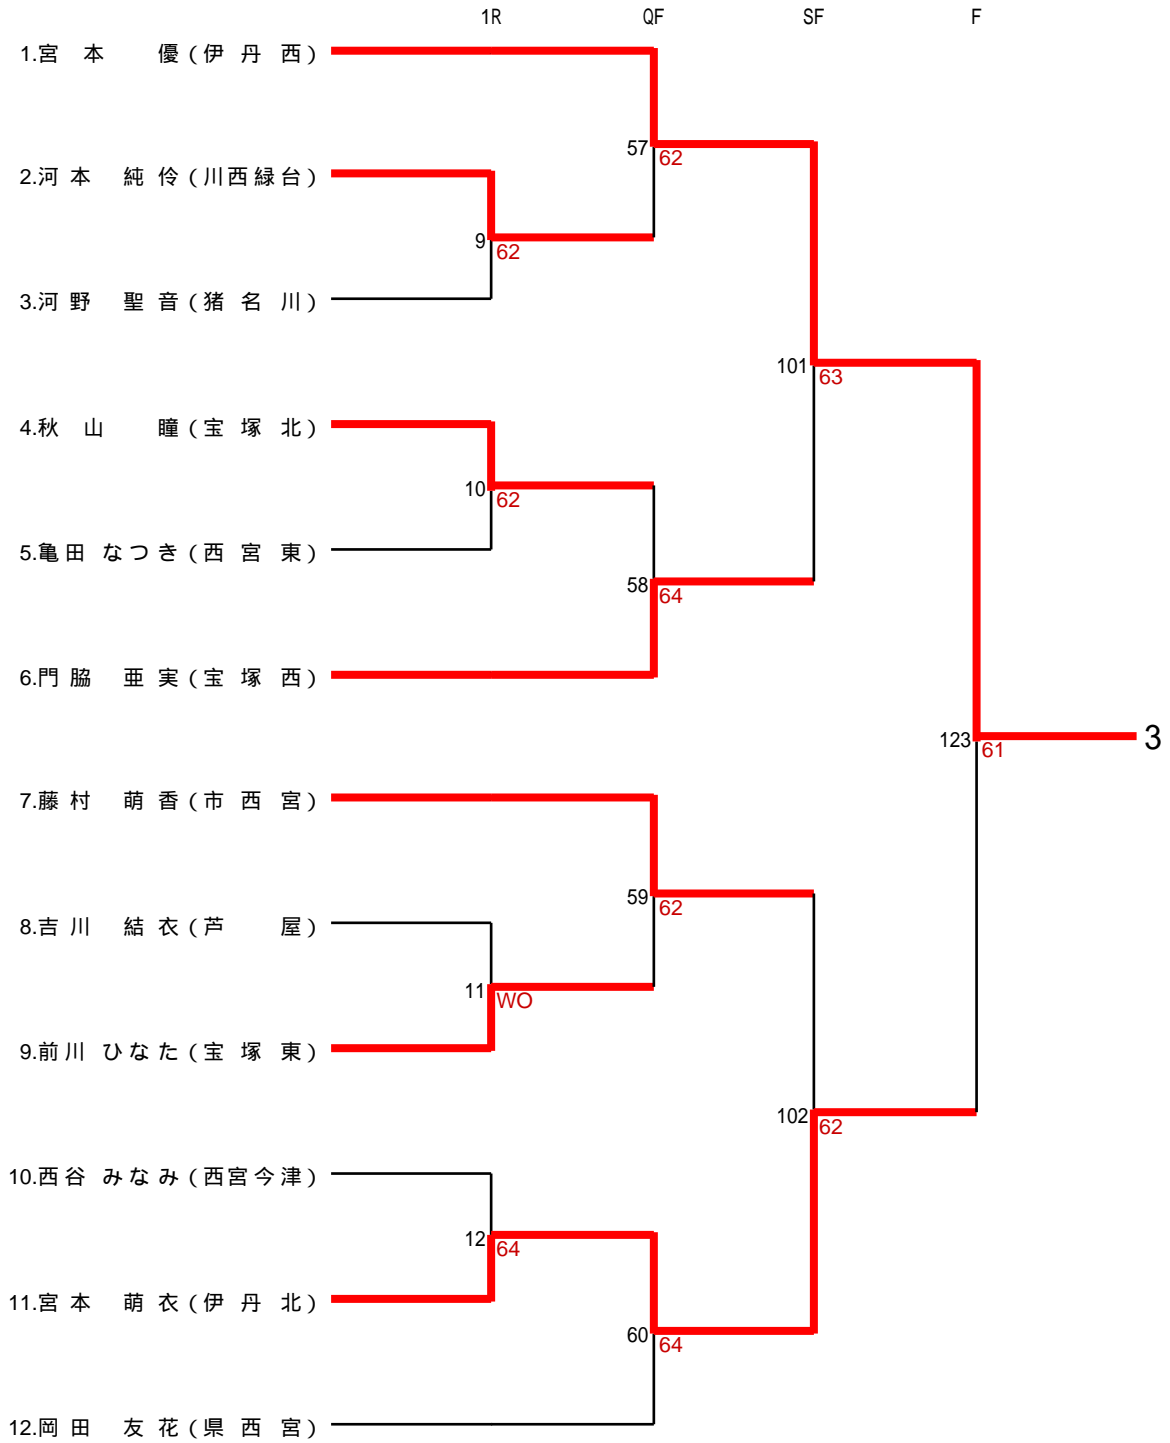 1R QF SF F
1.宮 本 優(伊 丹 西)
57 62
2.河 本 純 伶(川西緑台)
9 62
3.河 野 聖 音(猪 名 川)
101 63
4.秋 山 瞳(宝 塚 北)
10 62
5.亀田 なつき(西 宮 東)
58 64
6.門 脇 亜 実(宝 塚 西)
123 61 3
7.藤 村 萌 香(市 西 宮)
59 62
8.吉 川 結 衣(芦 屋)
11 WO
9.前川 ひなた(宝 塚 東)
102 62
10.西谷 みなみ(西宮今津)
12 64
11.宮 本 萌 衣(伊 丹 北)
60 64
12.岡 田 友 花(県 西 宮)